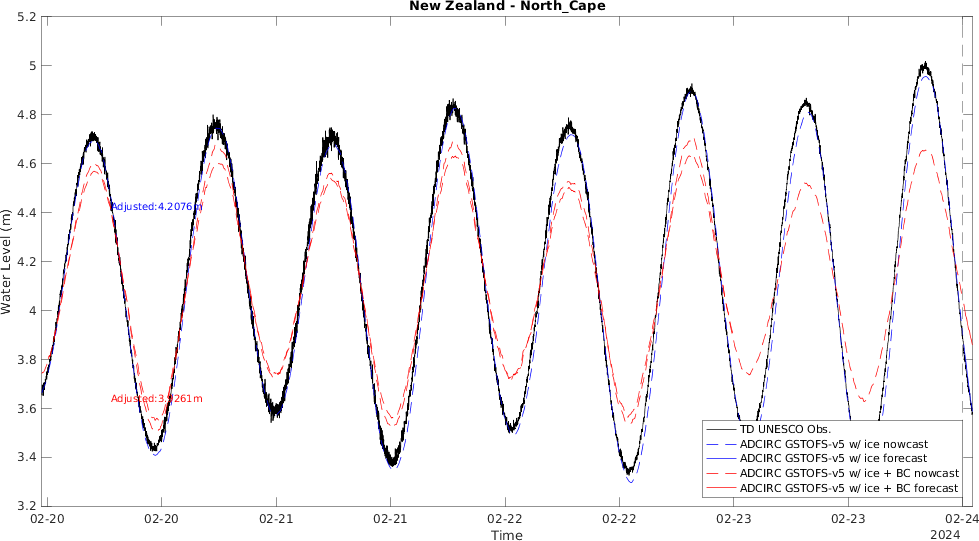 New Zealand - North_Cape
5.2
5
4.8
4.6
4.4
4.2
4
3.8
3.6
3.4
3.2
Water Level (m)
Adjusted:4.2076m
Adjusted:3.9261m
TD UNESCO Obs.
ADCIRC GSTOFS-v5 w/ ice nowcast
ADCIRC GSTOFS-v5 w/ ice forecast
ADCIRC GSTOFS-v5 w/ ice + BC nowcast
ADCIRC GSTOFS-v5 w/ ice + BC forecast
02-20 02-20 02-21 02-21 02-22 02-22 02-23 02-23 02-24
Time 2024